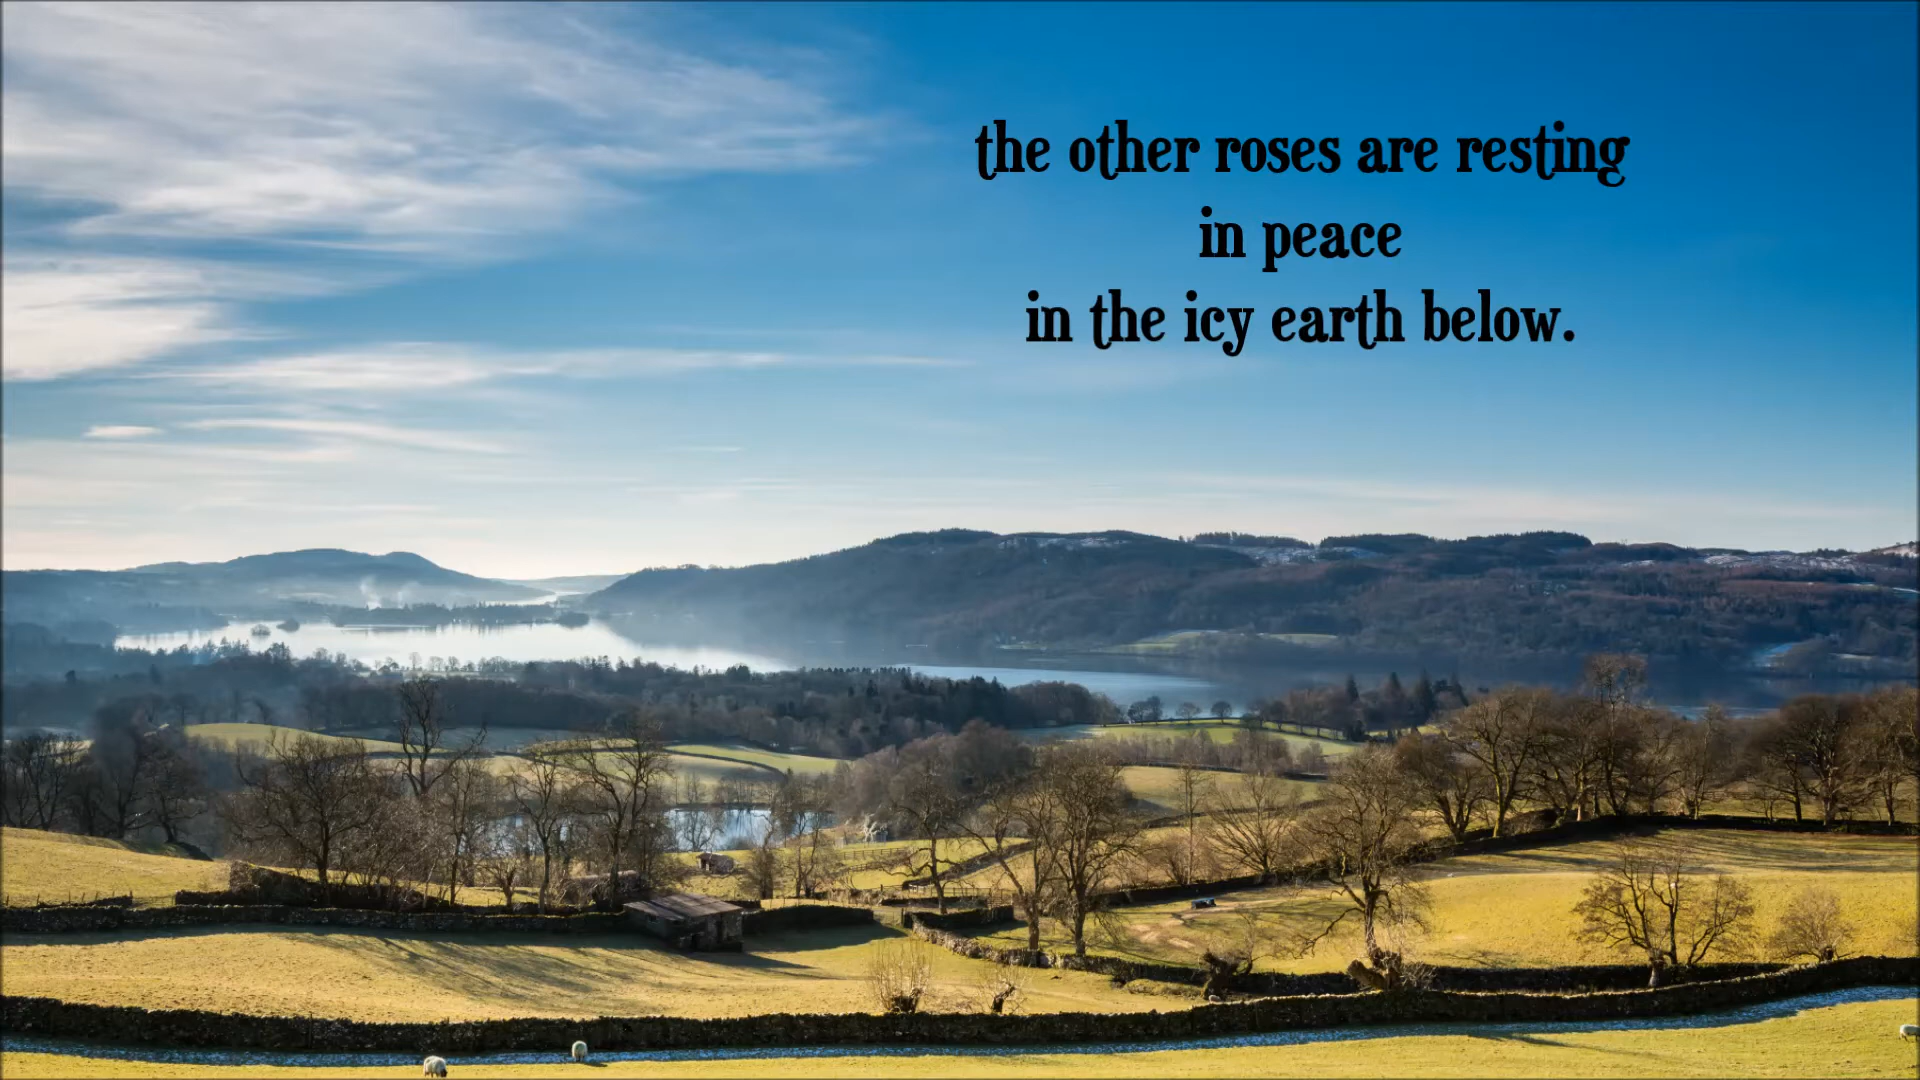 the other roses are resting
in peace
in the icy earth below.